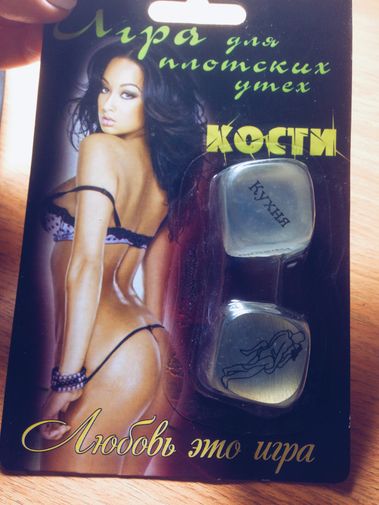 Игра для
плотских
утех
КОСТИ
Кухня
Любовь это игра